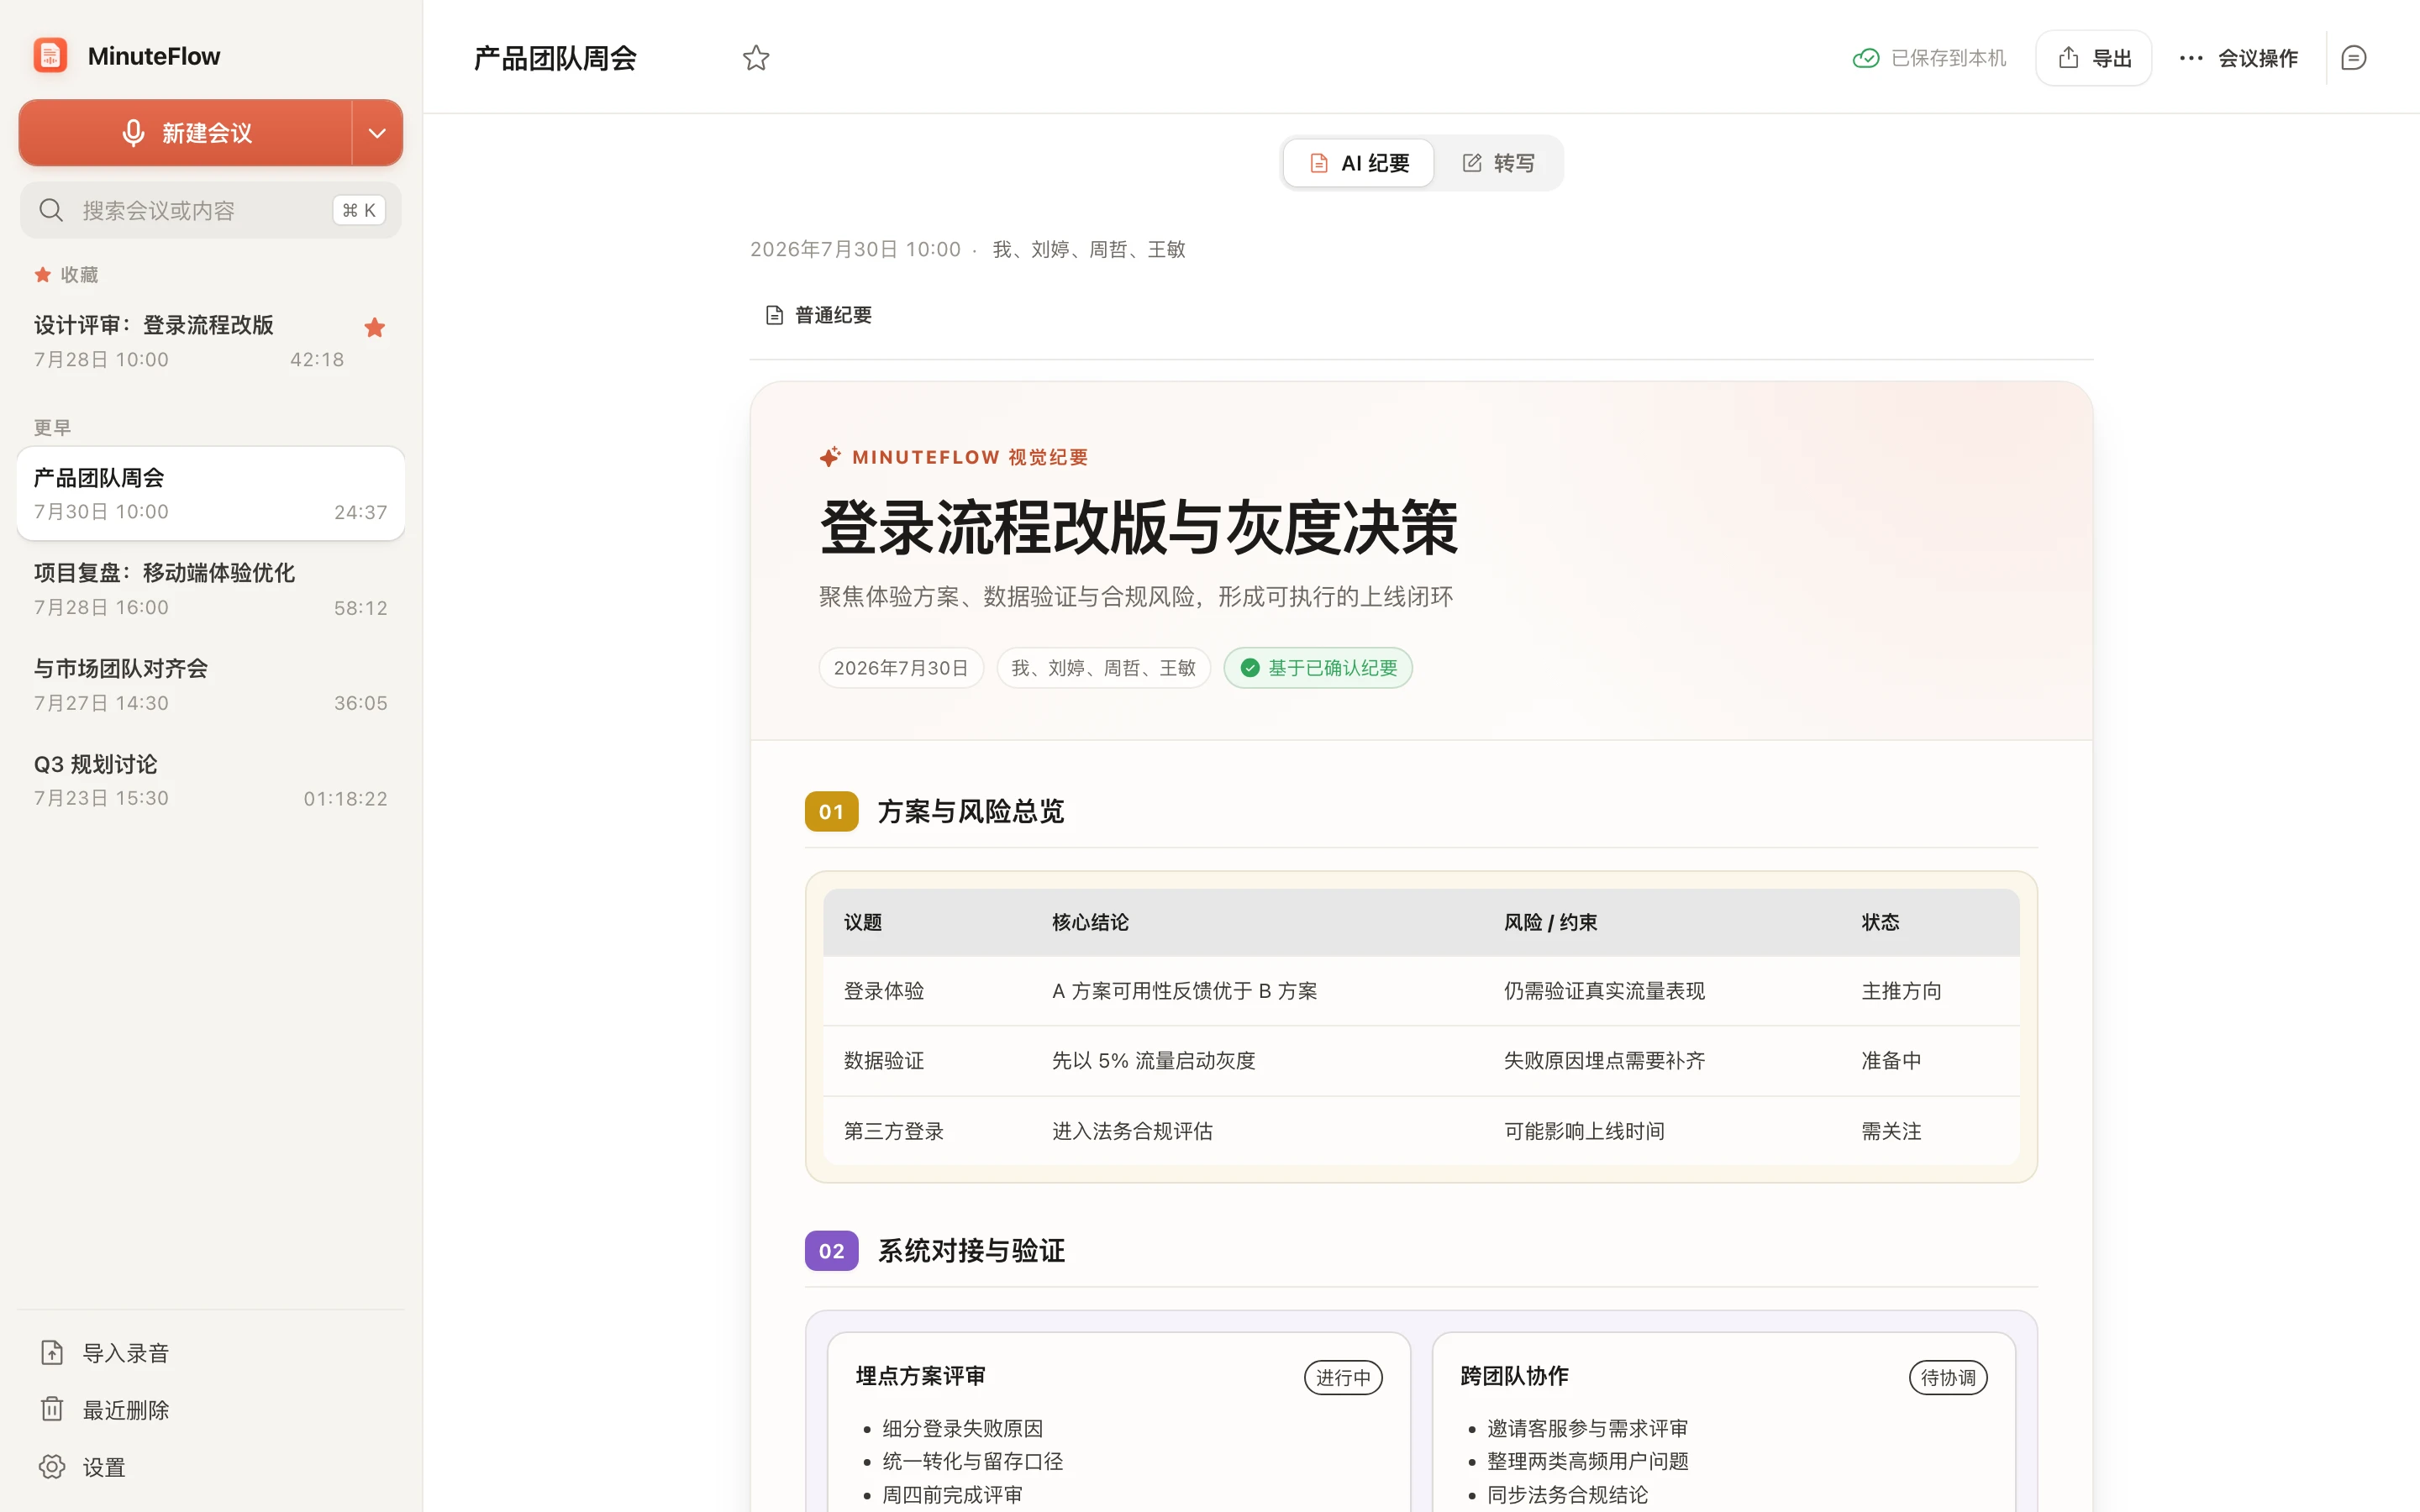 MinuteFlow
新建会议
搜索会议或内容 ⌘ K
收藏
设计评审：登录流程改版
7月28日 10:00 42:18
更早
产品团队周会
7月30日 10:00 24:37
项目复盘：移动端体验优化
7月28日 16:00 58:12
与市场团队对齐会
7月27日 14:30 36:05
Q3 规划讨论
7月23日 15:30 01:18:22
导入录音
最近删除
设置
产品团队周会
已保存到本机 导出 会议操作
AI 纪要 转写
2026年7月30日 10:00 · 我、刘婷、周哲、王敏
普通纪要
MINUTEFLOW 视觉纪要
登录流程改版与灰度决策
聚焦体验方案、数据验证与合规风险，形成可执行的上线闭环
2026年7月30日 我、刘婷、周哲、王敏 基于已确认纪要
01 方案与风险总览
议题 核心结论 风险 / 约束 状态
登录体验 A 方案可用性反馈优于 B 方案 仍需验证真实流量表现 主推方向
数据验证 先以 5% 流量启动灰度 失败原因埋点需要补齐 准备中
第三方登录 进入法务合规评估 可能影响上线时间 需关注
02 系统对接与验证
埋点方案评审 进行中
• 细分登录失败原因
• 统一转化与留存口径
• 周四前完成评审
跨团队协作 待协调
• 邀请客服参与需求评审
• 整理两类高频用户问题
• 同步法务合规结论